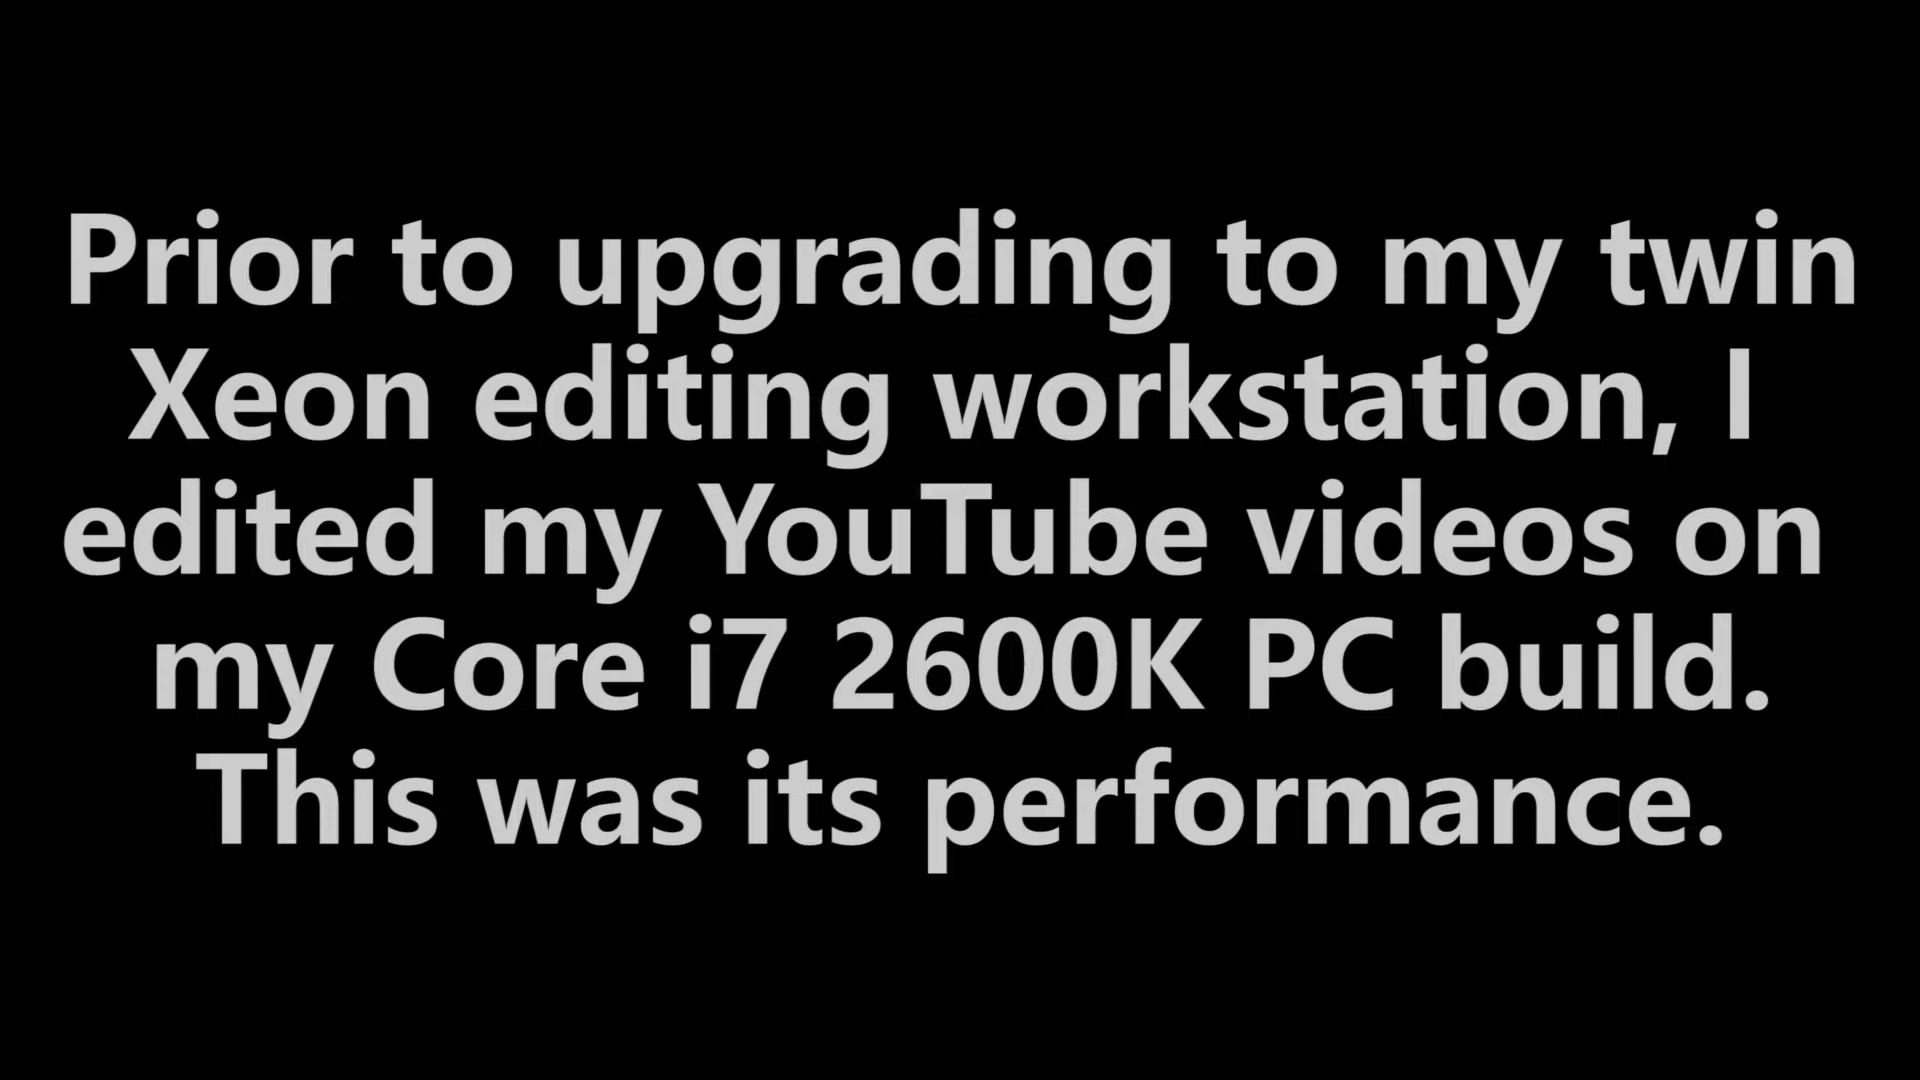 Prior to upgrading to my twin
Xeon editing workstation, I
edited my YouTube videos on
my Core i7 2600K PC build.
This was its performance.